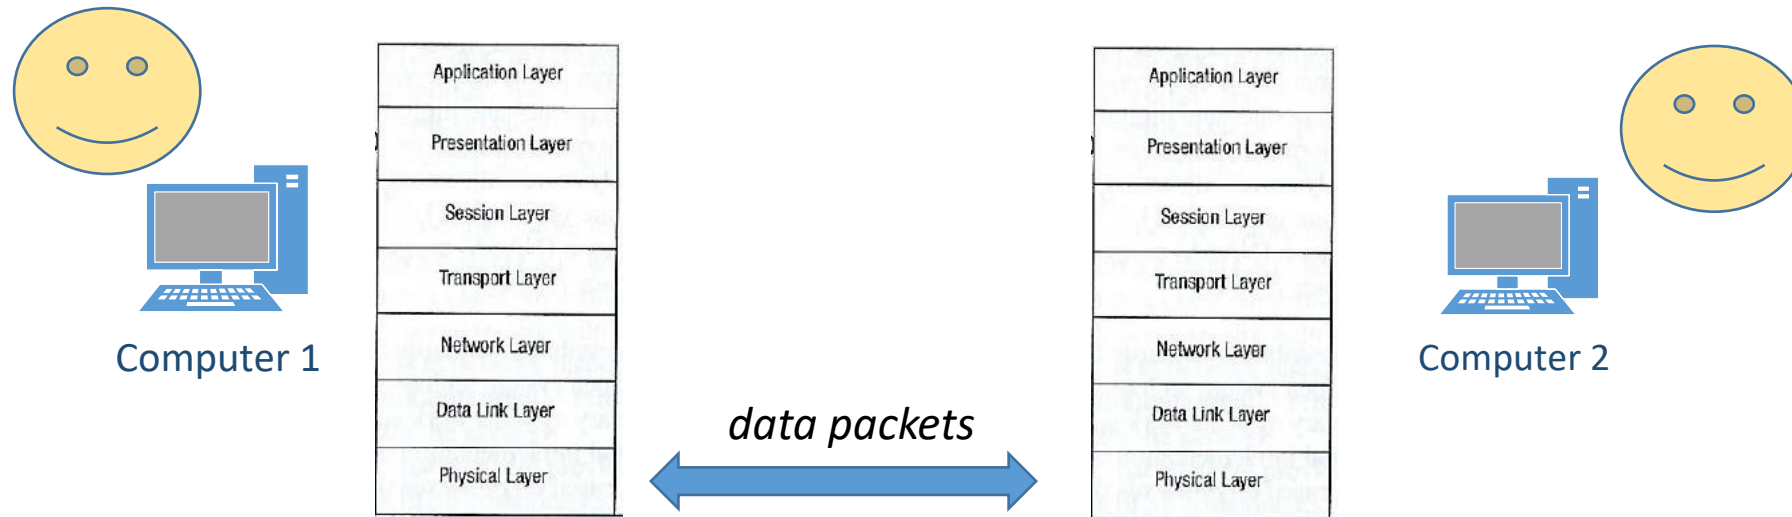 Application Layer
Presentation Layer
Session Layer
Transport Layer
Network Layer
Data Link Layer
Physical Layer
Computer 1
data packets
Application Layer
Presentation Layer
Session Layer
Transport Layer
Network Layer
Data Link Layer
Physical Layer
Computer 2